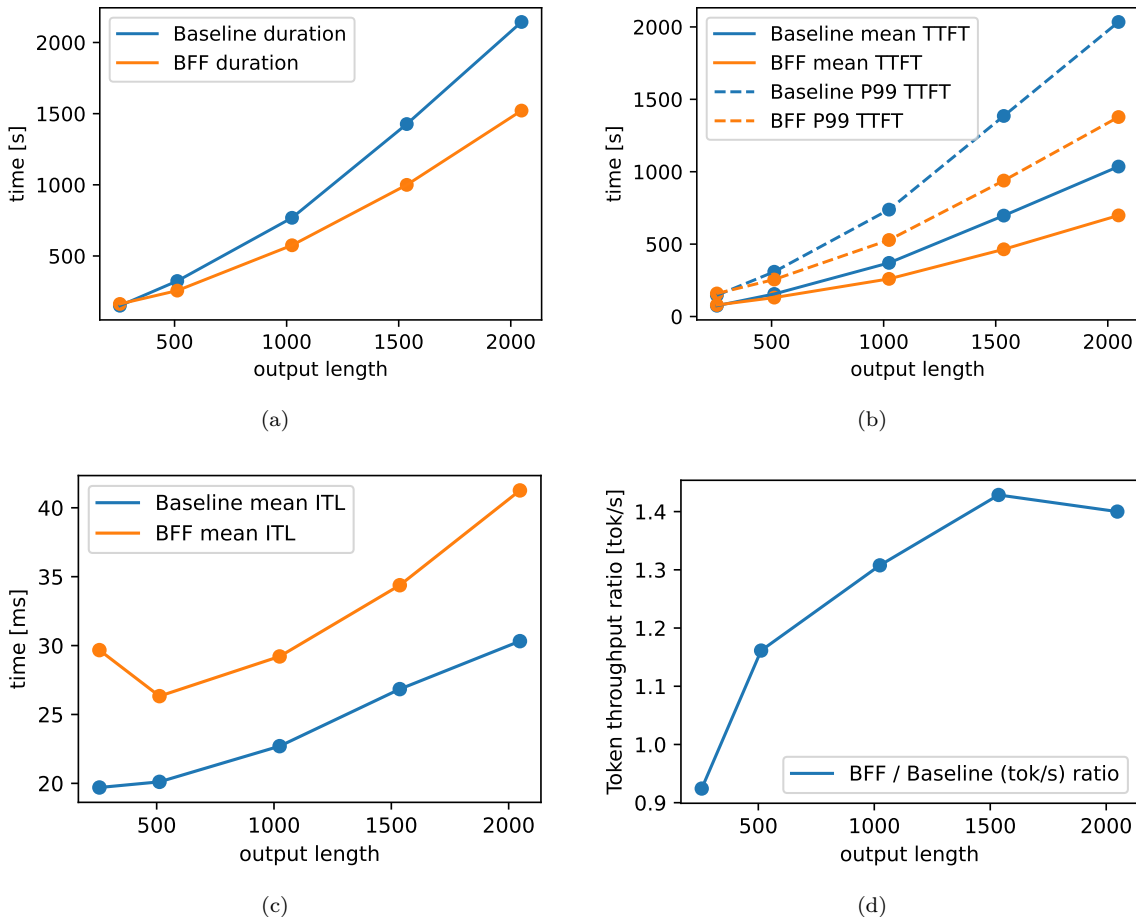 Baseline duration
BFF duration
2000
1500
1000
500
time [s]
500
1000
1500
2000
output length
(a)
Baseline mean TTFT
BFF mean TTFT
Baseline P99 TTFT
BFF P99 TTFT
2000
1500
1000
500
0
time [s]
500
1000
1500
2000
output length
(b)
Baseline mean ITL
BFF mean ITL
40
35
30
25
20
time [ms]
500
1000
1500
2000
output length
(c)
1.4
1.3
1.2
1.1
1.0
0.9
Token throughput ratio [tok/s]
BFF / Baseline (tok/s) ratio
500
1000
1500
2000
output length
(d)